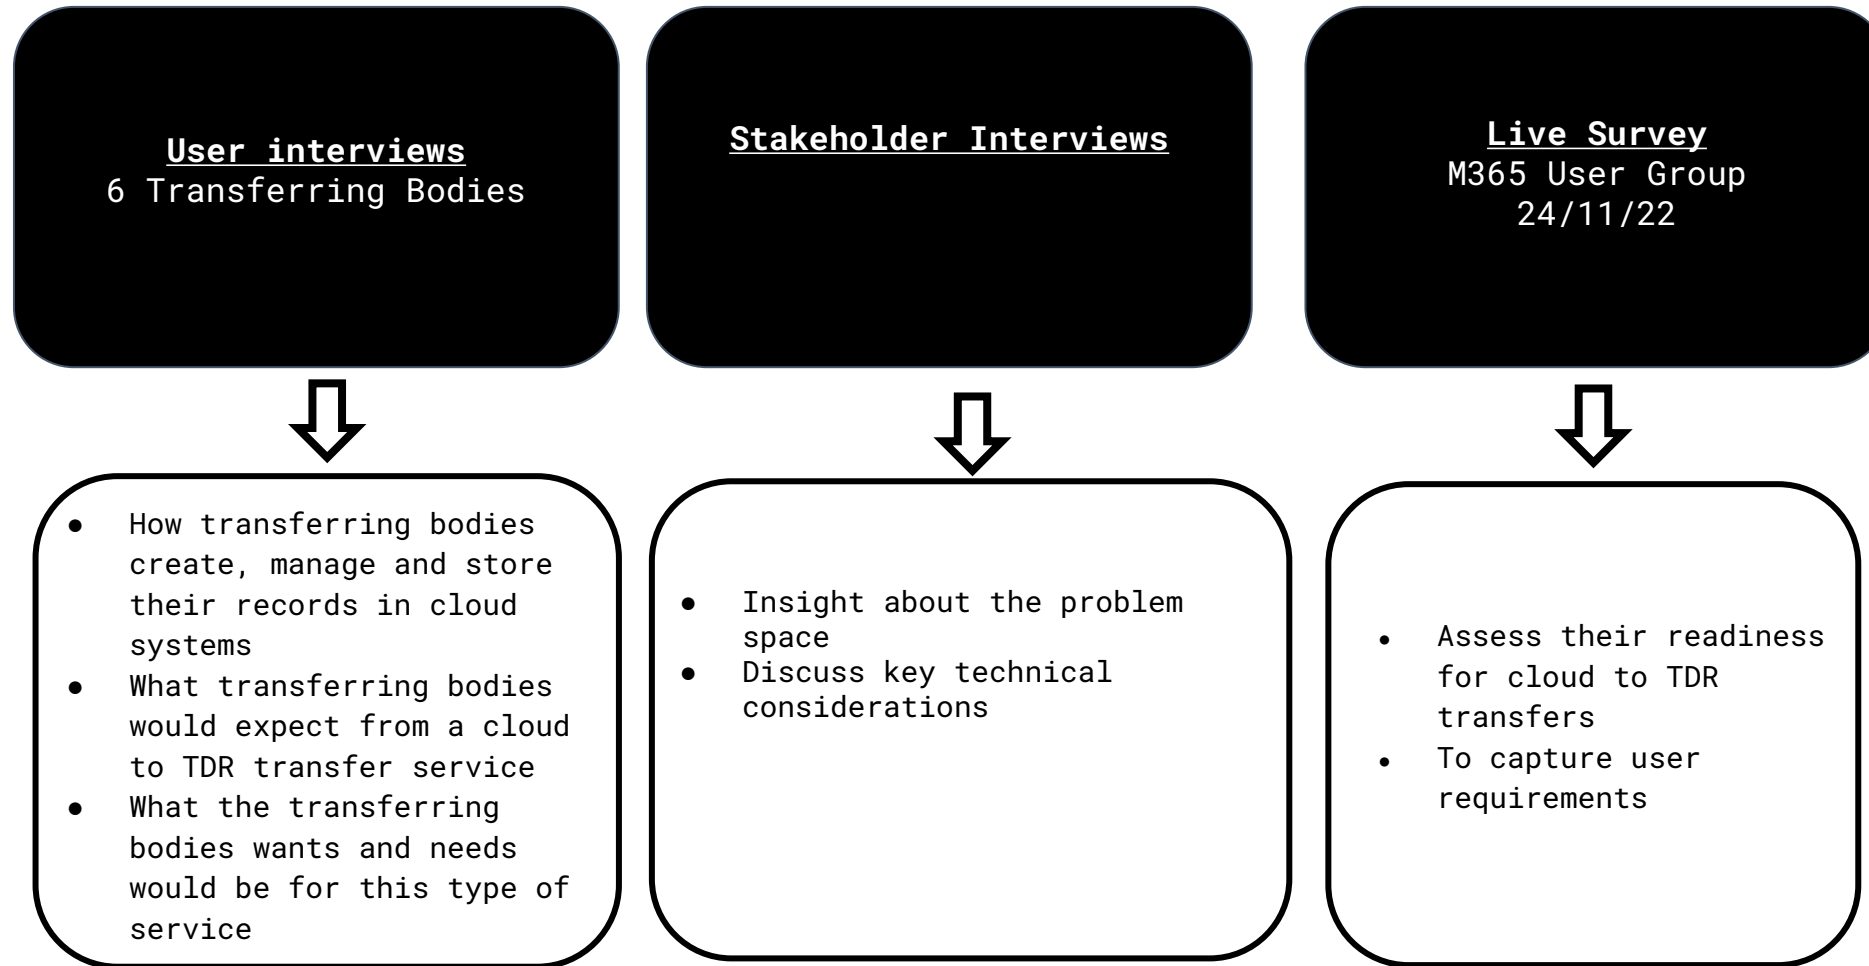 User interviews
6 Transferring Bodies
Stakeholder Interviews
Live Survey
M365 User Group
24/11/22
● How transferring bodies
create, manage and store
their records in cloud
systems
● What transferring bodies
would expect from a cloud
to TDR transfer service
● What the transferring
bodies wants and needs
would be for this type of
service
● Insight about the problem
space
● Discuss key technical
considerations
● Assess their readiness
for cloud to TDR
transfers
● To capture user
requirements